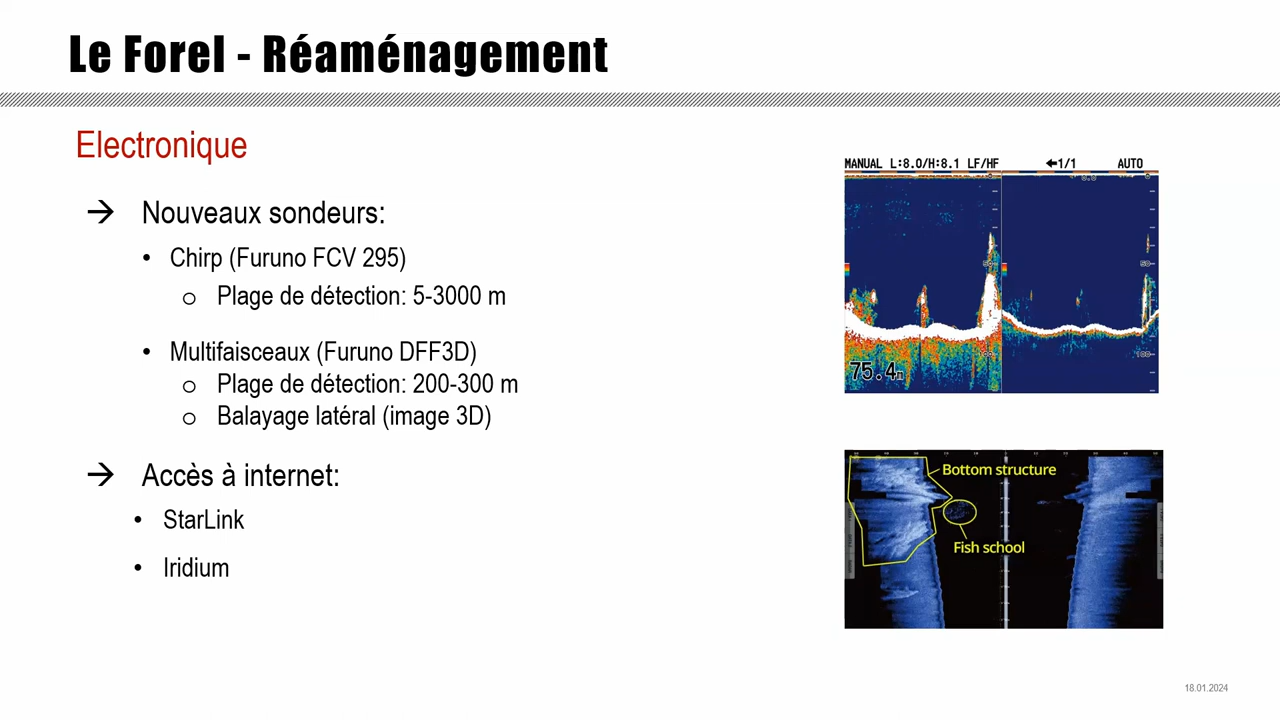 Le Forel - Réaménagement
Electronique
→ Nouveaux sondeurs:
• Chirp (Furuno FCV 295)
o Plage de détection: 5-3000 m
• Multifaisceaux (Furuno DFF3D)
o Plage de détection: 200-300 m
o Balayage latéral (image 3D)
→ Accès à internet:
• StarLink
• Iridium
MANUAL L:8.0/H:8.1 LF/HF ←1/1 AUTO
75.4m
Bottom structure
Fish school
18.01.2024